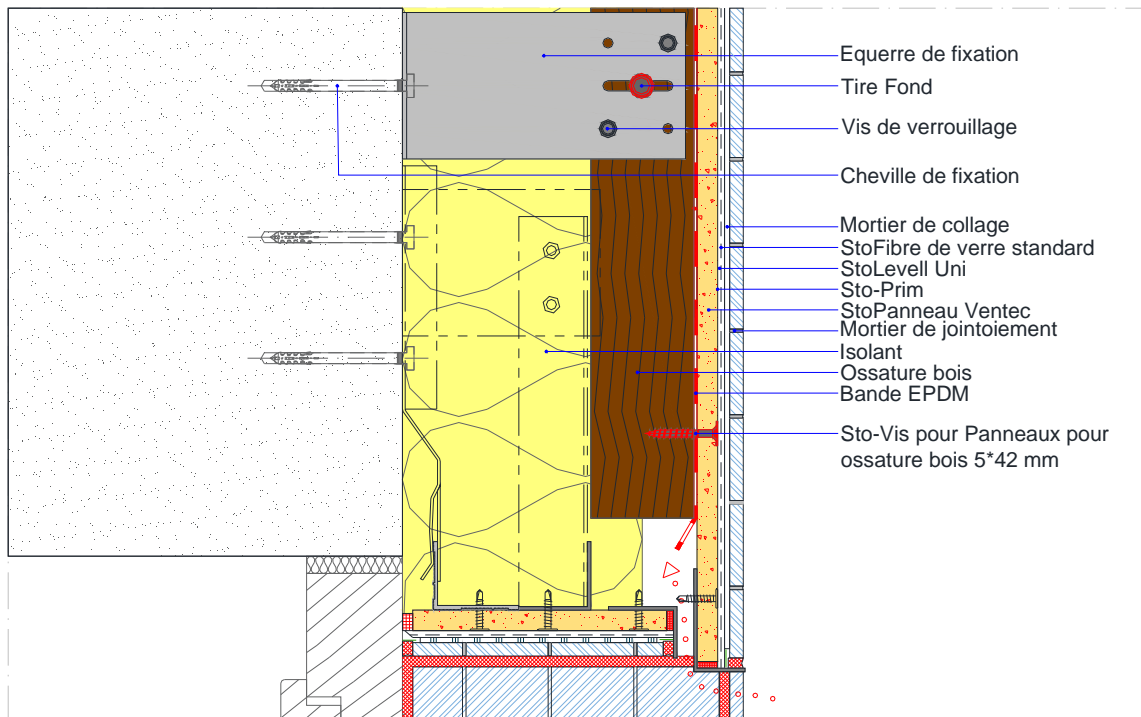 Equerre de fixation
Tire Fond
Vis de verrouillage
Cheville de fixation
Mortier de collage
StoFibre de verre standard
StoLevell Uni
Sto-Prim
StoPanneau Ventec
Mortier de jointoiement
Isolant
Ossature bois
Bande EPDM
Sto-Vis pour Panneaux pour
ossature bois 5*42 mm